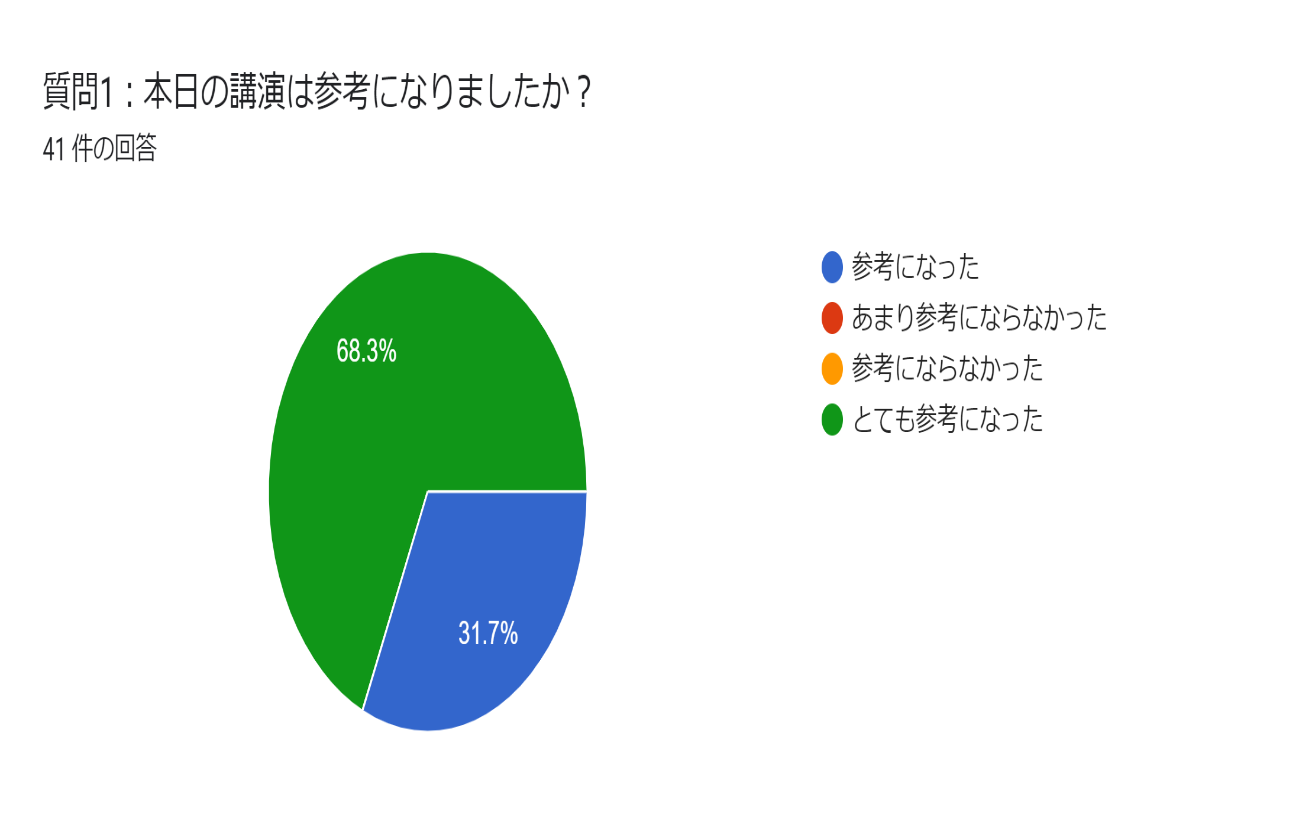 質問1：本日の講演は参考になりましたか？
41 件の回答
参考になった
あまり参考にならなかった
参考にならなかった
とても参考になった
68.3%
31.7%